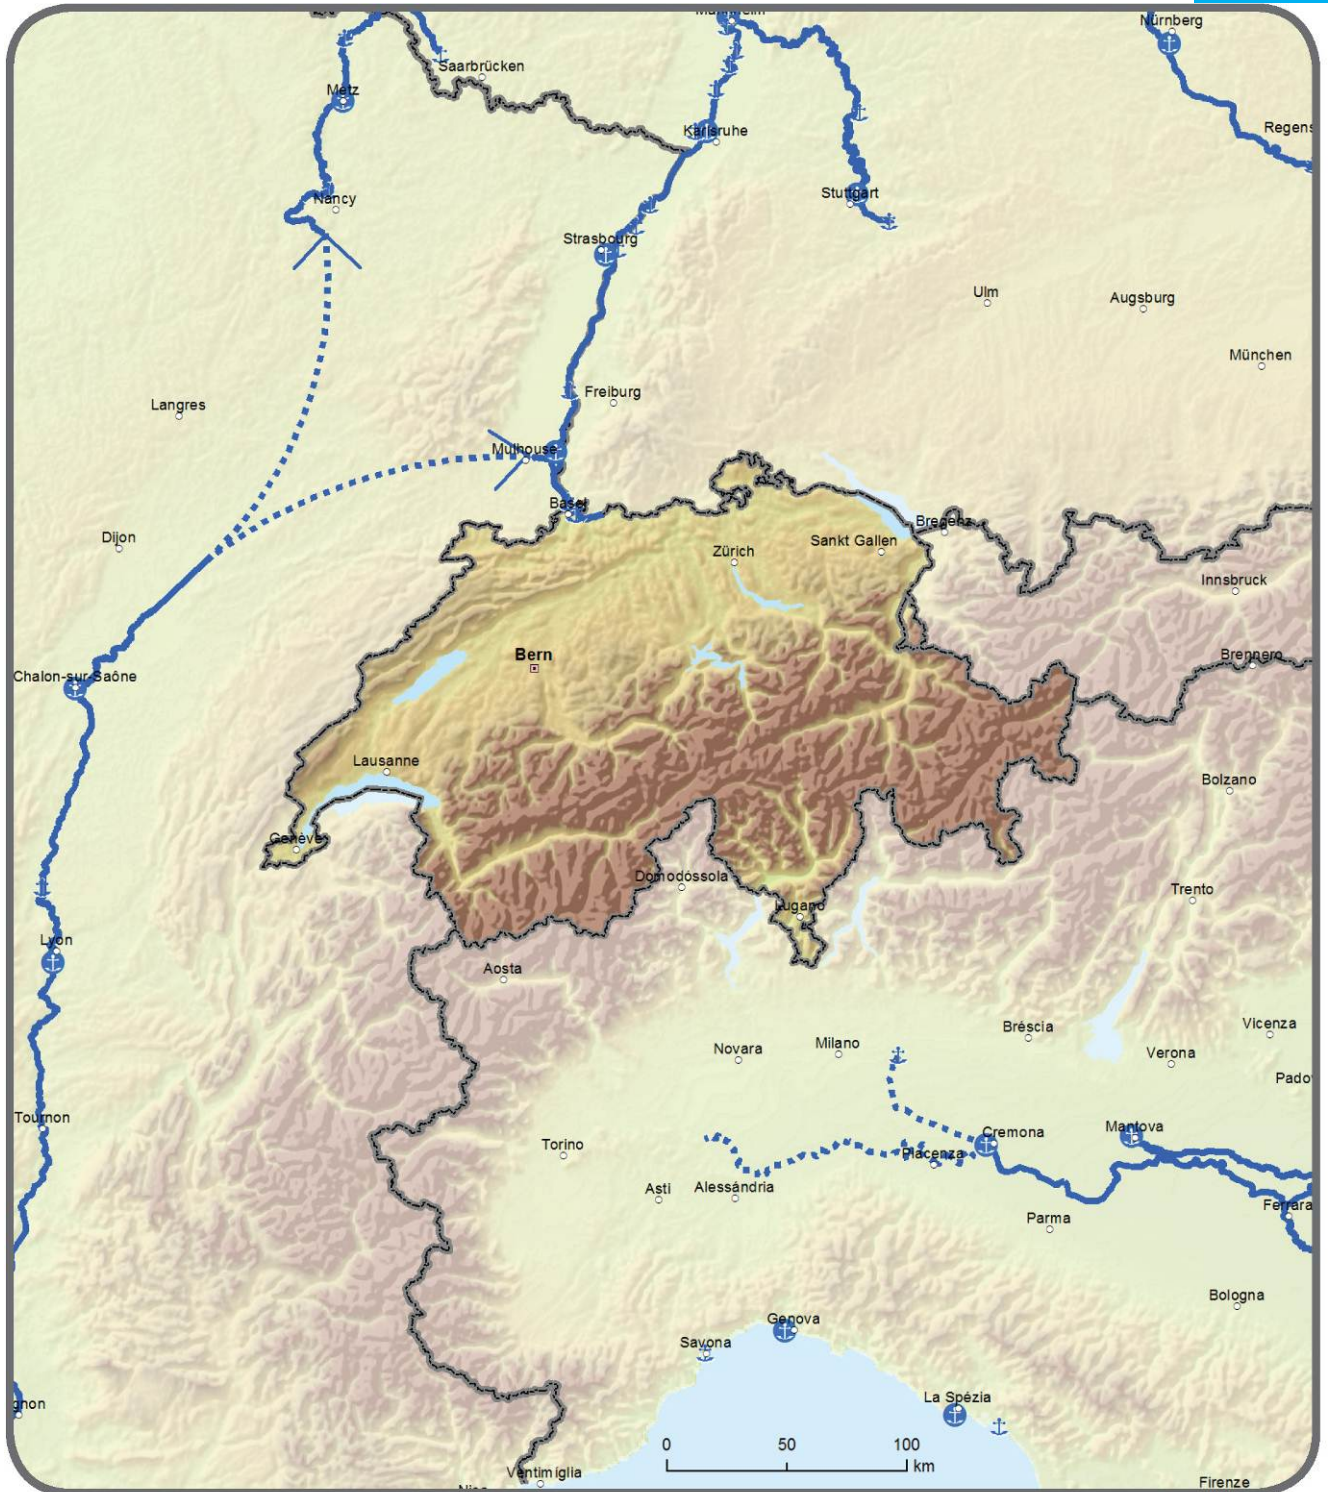 Mannheim
Nürnberg
Saarbrücken
Metz
Karlsruhe
Regens
Nancy
Stuttgart
Strasbourg
Ulm
Augsburg
München
Freiburg
Langres
Mulhouse
Basel
Bregenz
Dijon
Zürich
Sankt Gallen
Innsbruck
Bern
Brennero
Chalon-sur-Saône
Lausanne
Bolzano
Genève
Domodóssola
Trento
Lugano
Lyon
Aosta
Bréscia
Vicenza
Novara
Milano
Verona
Pado
Tournon
Cremona
Mantova
Torino
Piacenza
Asti
Alessándria
Ferrara
Parma
Bologna
Genova
Savona
gnon
La Spézia
0 50 100
km
Ventimíglia
Firenze